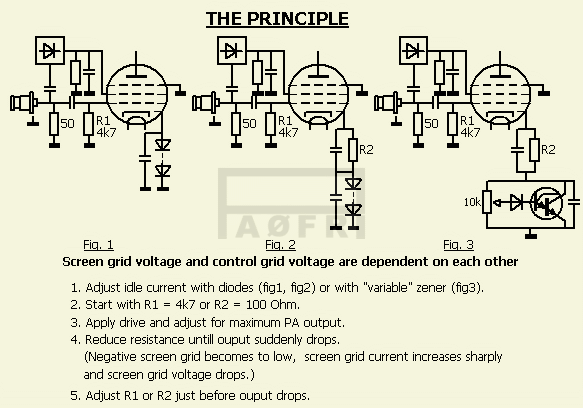 THE PRINCIPLE
50
R1
4k7
50
R1
4k7
R2
50
R1
4k7
R2
10k
PAØFRI
Fig. 1
Fig. 2
Fig. 3
Screen grid voltage and control grid voltage are dependent on each other
1. Adjust idle current with diodes (fig1, fig2) or with "variable" zener (fig3).
2. Start with R1 = 4k7 or R2 = 100 Ohm.
3. Apply drive and adjust for maximum PA output.
4. Reduce resistance untill ouput suddenly drops.
(Negative screen grid becomes to low,  screen grid current increases sharply
and screen grid voltage drops.)
5. Adjust R1 or R2 just before ouput drops.